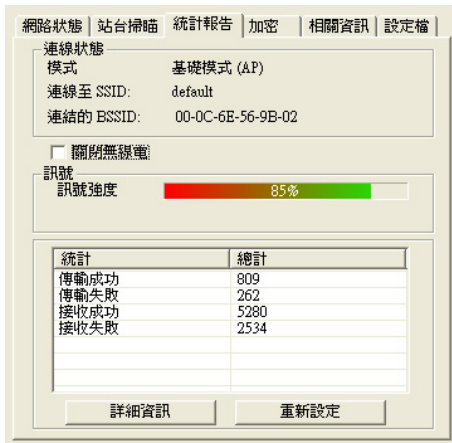 網路狀態 站台掃瞄 統計報告 加密 相關資訊 設定檔
連線狀態
模式 基礎模式 (AP)
連線至 SSID: default
連結的 BSSID: 00-0C-6E-56-9B-02
關閉無線電
訊號
訊號強度 85%
統計 總計
傳輸成功 809
傳輸失敗 262
接收成功 5280
接收失敗 2534
詳細資訊 重新設定